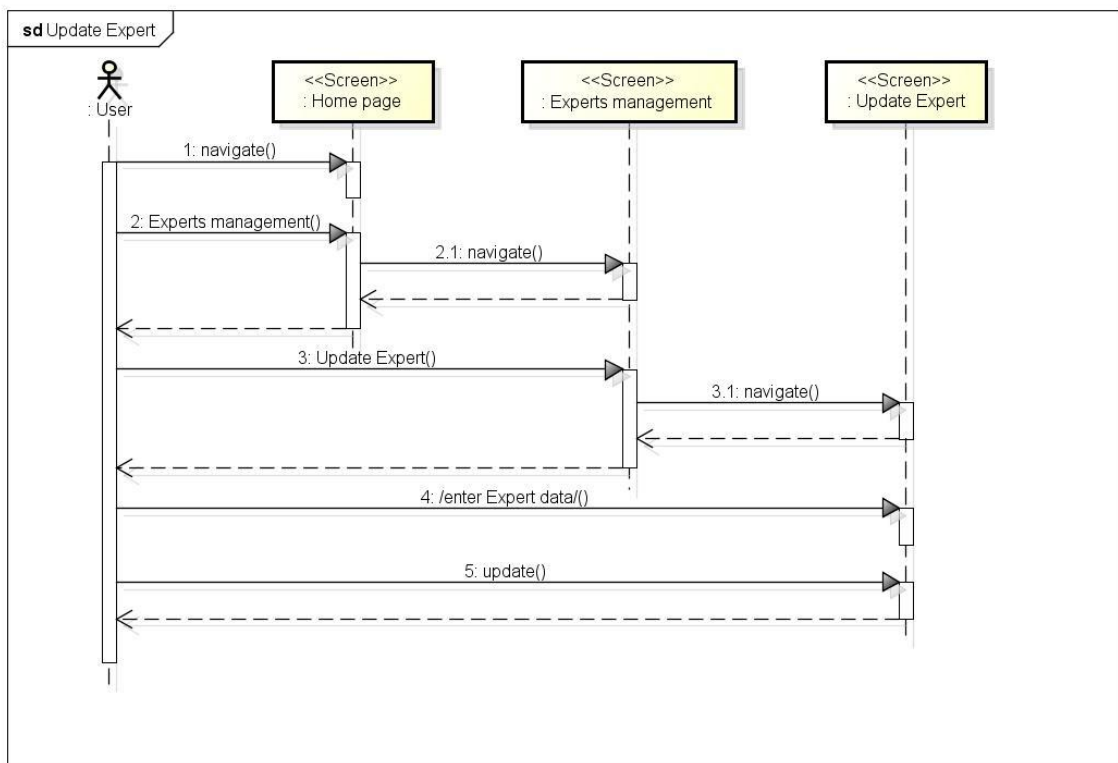 sd Update Expert
: User
<<Screen>>
: Home page
<<Screen>>
: Experts management
<<Screen>>
: Update Expert
1: navigate()
2: Experts management()
2.1: navigate()
3: Update Expert()
3.1: navigate()
4: /enter Expert data/()
5: update()